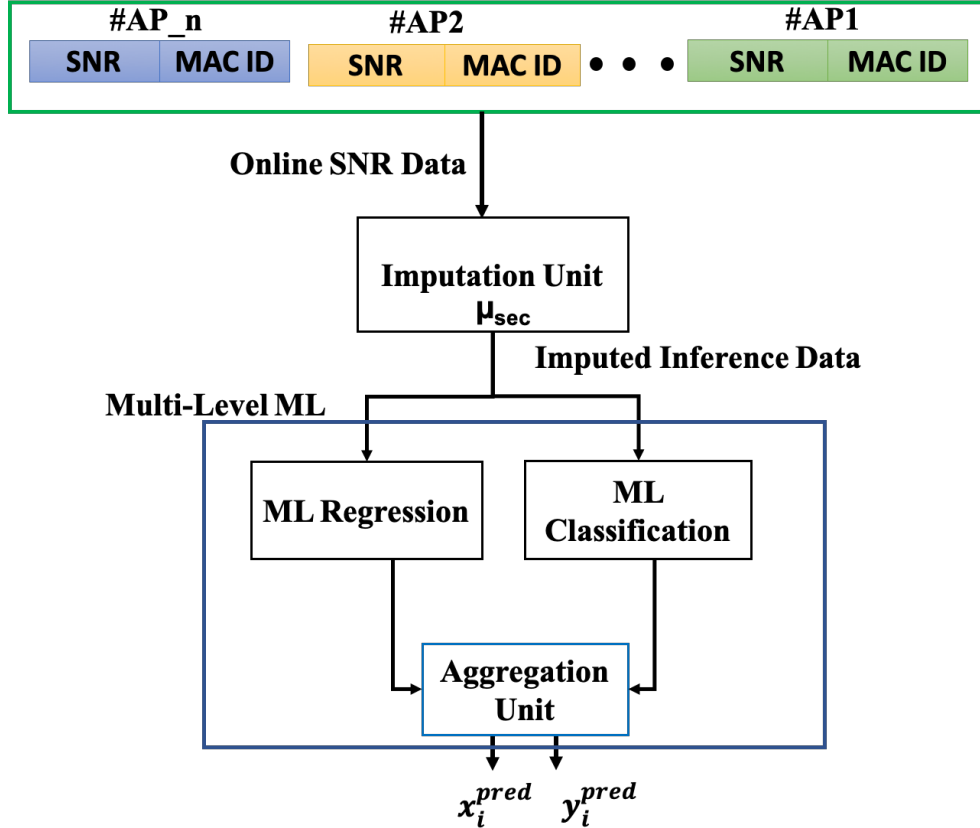 #AP_n #AP2 #AP1
SNR MAC ID SNR MAC ID • • • SNR MAC ID
Online SNR Data
Imputation Unit
μsec
Imputed Inference Data
Multi-Level ML
ML Regression
ML
Classification
Aggregation
Unit
x_i^{pred} y_i^{pred}